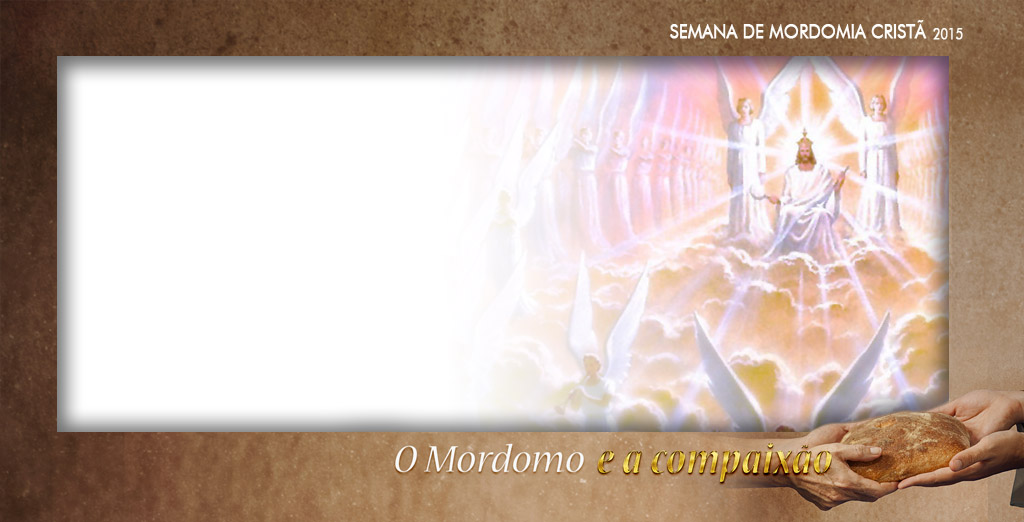 SEMANA DE MORDOMIA CRISTÃ 2015
O Mordomo e a compaixão